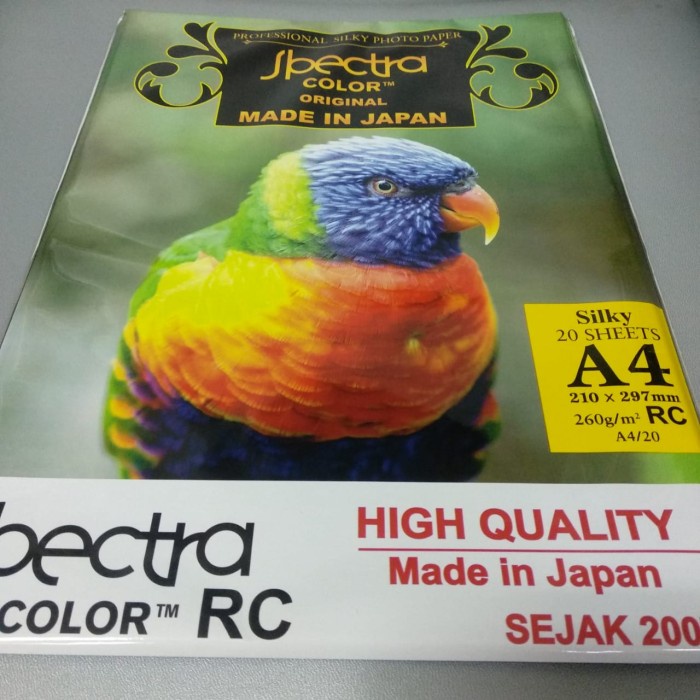 PROFESSIONAL SILKY PHOTO PAPER
Spectra
COLOR™
ORIGINAL
MADE IN JAPAN
Silky
20 SHEETS
A4
210 × 297mm
260g/m² RC
A4/20
pectra
COLOR™ RC
HIGH QUALITY
Made in Japan
SEJAK 200